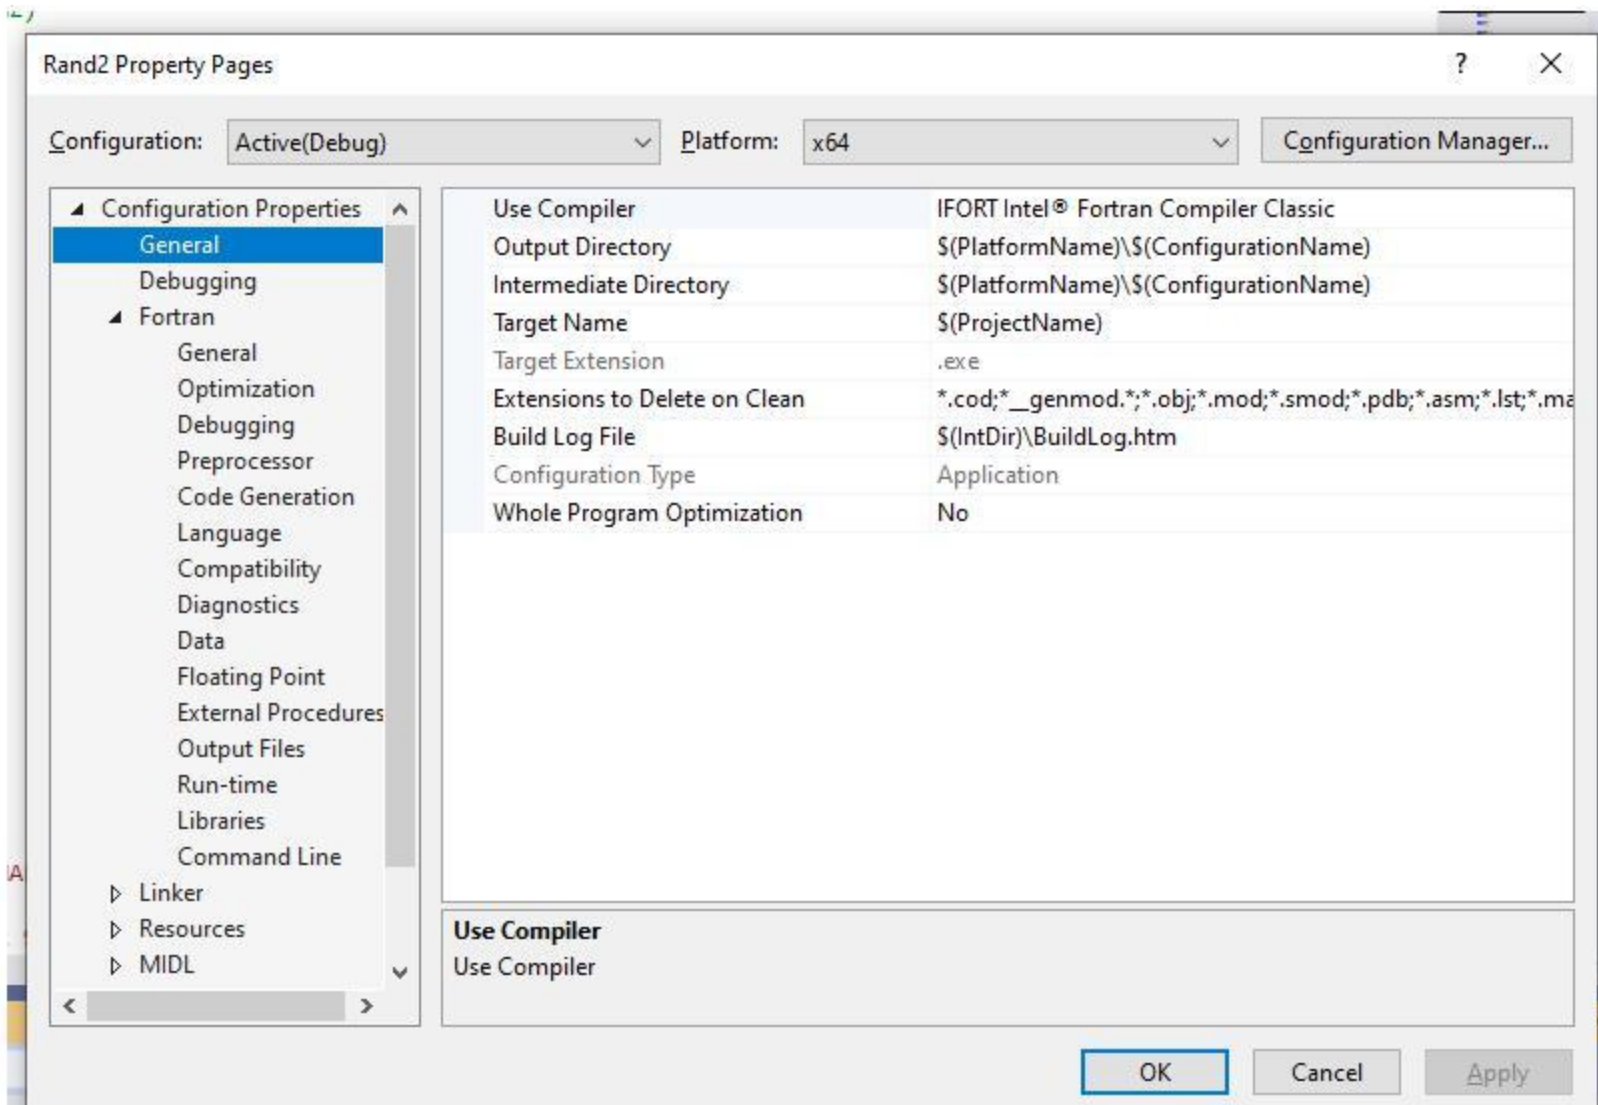 Rand2 Property Pages
?
Configuration: Active(Debug) Platform: x64 Configuration Manager...
Configuration Properties
General
Debugging
Fortran
General
Optimization
Debugging
Preprocessor
Code Generation
Language
Compatibility
Diagnostics
Data
Floating Point
External Procedures
Output Files
Run-time
Libraries
Command Line
Linker
Resources
MIDL
Use Compiler IFORT Intel® Fortran Compiler Classic
Output Directory $(PlatformName)\$(ConfigurationName)
Intermediate Directory $(PlatformName)\$(ConfigurationName)
Target Name $(ProjectName)
Target Extension .exe
Extensions to Delete on Clean *.cod;*__genmod.*;*.obj;*.mod;*.smod;*.pdb;*.asm;*.lst;*.ma
Build Log File $(IntDir)\BuildLog.htm
Configuration Type Application
Whole Program Optimization No
Use Compiler
Use Compiler
OK Cancel Apply